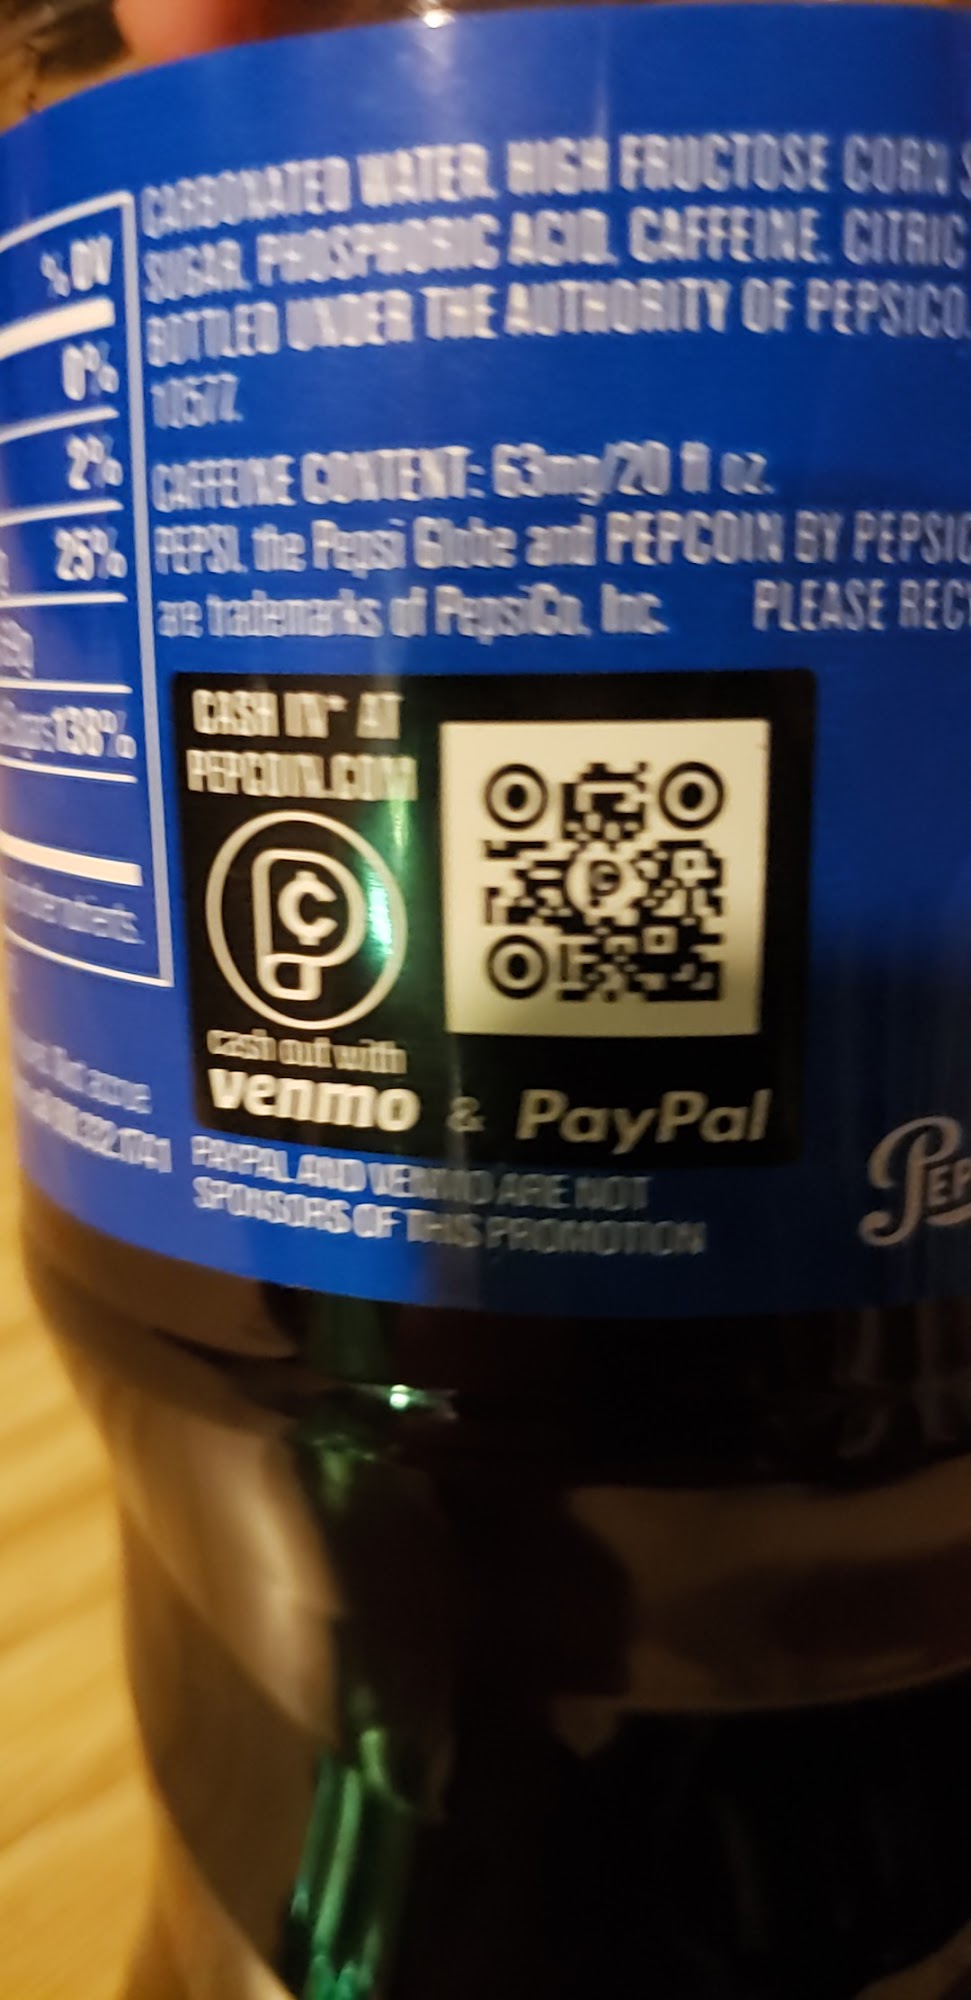 % DV
0%
2%
25%
138%
CARBONATED WATER, HIGH FRUCTOSE CORN
SUGAR, PHOSPHORIC ACID, CAFFEINE, CITRIC
BOTTLED UNDER THE AUTHORITY OF PEPSICO,
10577.
CAFFEINE CONTENT: 63mg/20 fl oz.
PEPSI, the Pepsi Globe and PEPCOIN BY PEPSIC
are trademarks of PepsiCo, Inc. PLEASE RECY
CASH IN* AT
PEPCOIN.COM
cash out with
venmo & PayPal
PAYPAL AND VENMO ARE NOT
SPONSORS OF THIS PROMOTION
PEP